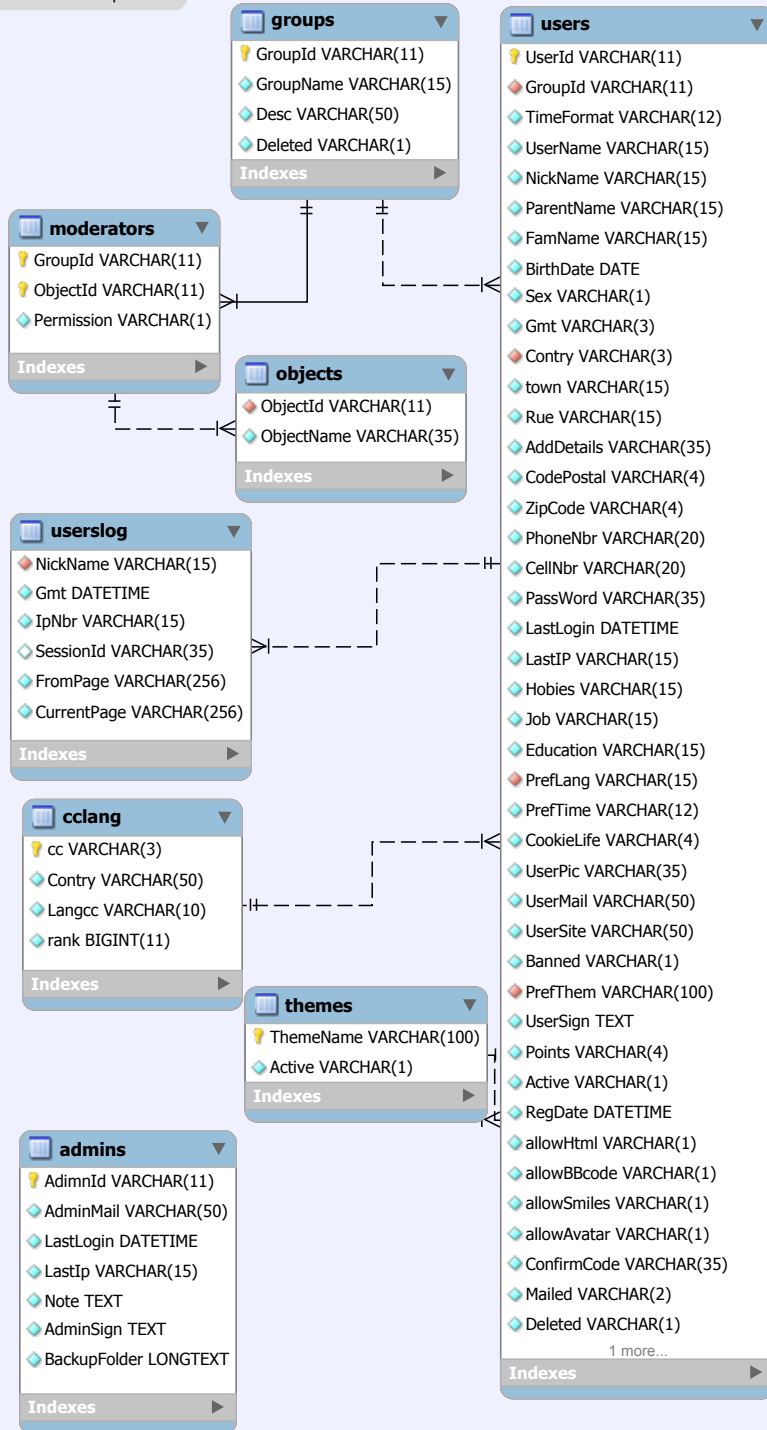 groups
GroupId VARCHAR(11)
GroupName VARCHAR(15)
Desc VARCHAR(50)
Deleted VARCHAR(1)
Indexes
moderators
GroupId VARCHAR(11)
ObjectId VARCHAR(11)
Permission VARCHAR(1)
Indexes
objects
ObjectId VARCHAR(11)
ObjectName VARCHAR(35)
Indexes
userslog
NickName VARCHAR(15)
Gmt DATETIME
IpNbr VARCHAR(15)
SessionId VARCHAR(35)
FromPage VARCHAR(256)
CurrentPage VARCHAR(256)
Indexes
cclang
cc VARCHAR(3)
Contry VARCHAR(50)
Langcc VARCHAR(10)
rank BIGINT(11)
Indexes
themes
ThemeName VARCHAR(100)
Active VARCHAR(1)
Indexes
admins
AdimnId VARCHAR(11)
AdminMail VARCHAR(50)
LastLogin DATETIME
LastIp VARCHAR(15)
Note TEXT
AdminSign TEXT
BackupFolder LONGTEXT
Indexes
users
UserId VARCHAR(11)
GroupId VARCHAR(11)
TimeFormat VARCHAR(12)
UserName VARCHAR(15)
NickName VARCHAR(15)
ParentName VARCHAR(15)
FamName VARCHAR(15)
BirthDate DATE
Sex VARCHAR(1)
Gmt VARCHAR(3)
Contry VARCHAR(3)
town VARCHAR(15)
Rue VARCHAR(15)
AddDetails VARCHAR(35)
CodePostal VARCHAR(4)
ZipCode VARCHAR(4)
PhoneNbr VARCHAR(20)
CellNbr VARCHAR(20)
PassWord VARCHAR(35)
LastLogin DATETIME
LastIP VARCHAR(15)
Hobies VARCHAR(15)
Job VARCHAR(15)
Education VARCHAR(15)
PrefLang VARCHAR(15)
PrefTime VARCHAR(12)
CookieLife VARCHAR(4)
UserPic VARCHAR(35)
UserMail VARCHAR(50)
UserSite VARCHAR(50)
Banned VARCHAR(1)
PrefThem VARCHAR(100)
UserSign TEXT
Points VARCHAR(4)
Active VARCHAR(1)
RegDate DATETIME
allowHtml VARCHAR(1)
allowBBcode VARCHAR(1)
allowSmiles VARCHAR(1)
allowAvatar VARCHAR(1)
ConfirmCode VARCHAR(35)
Mailed VARCHAR(2)
Deleted VARCHAR(1)
1 more...
Indexes